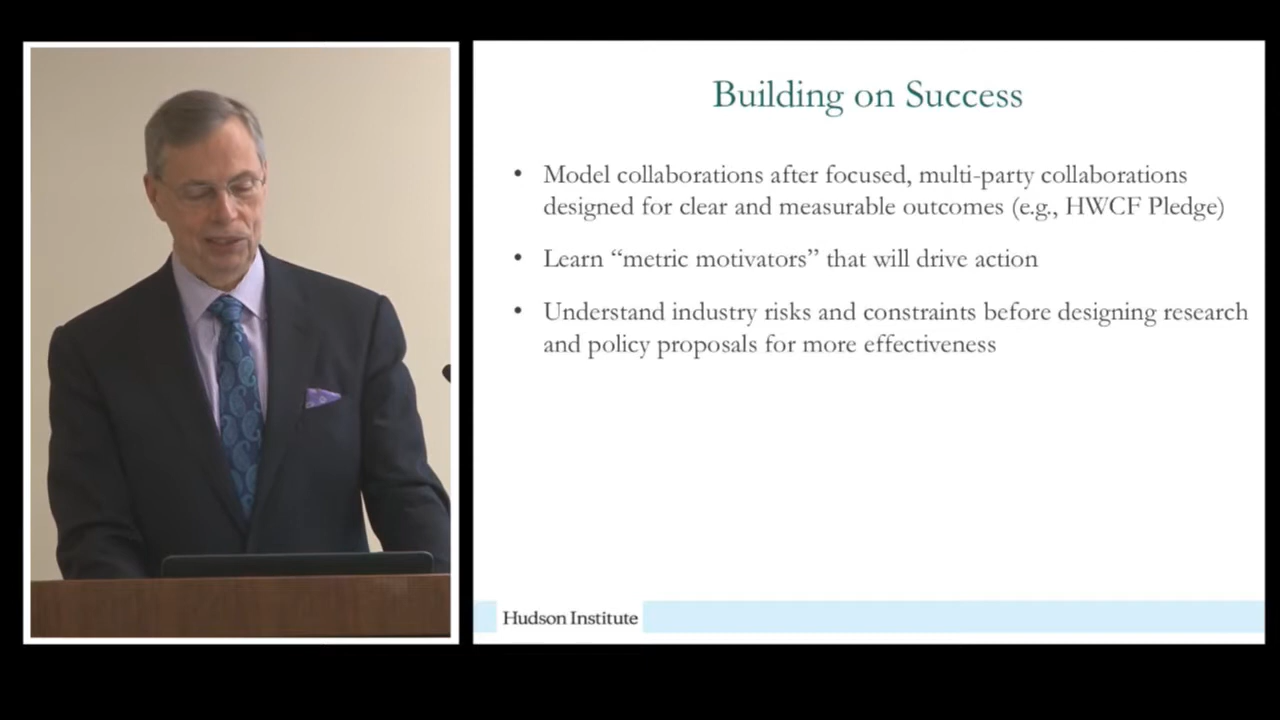 Building on Success
• Model collaborations after focused, multi-party collaborations
designed for clear and measurable outcomes (e.g., HWCF Pledge)
• Learn “metric motivators” that will drive action
• Understand industry risks and constraints before designing research
and policy proposals for more effectiveness
Hudson Institute